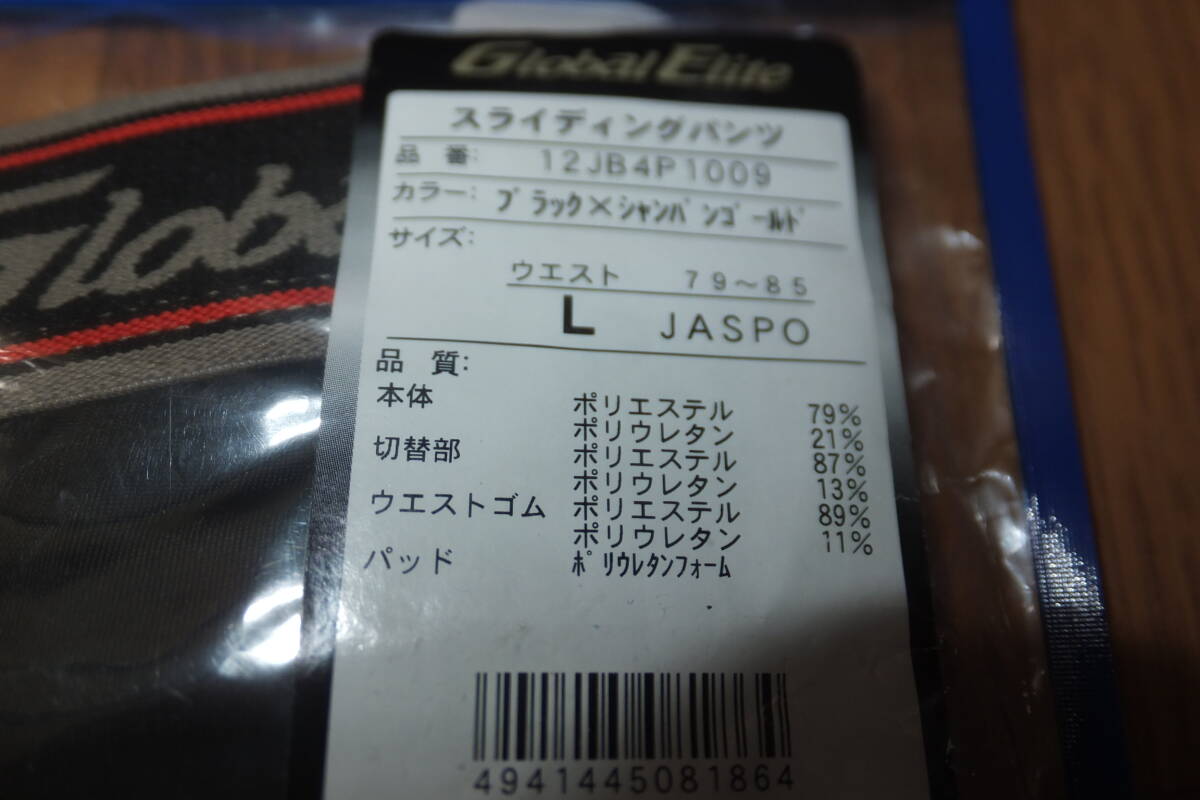 Global Elite
スライディングパンツ
品 番: 12JB4P1009
カラー: ﾌﾞﾗｯｸ×ｼｬﾝﾊﾟﾝｺﾞｰﾙﾄﾞ
サイズ:
ウエスト 79～85
L JASPO
品 質:
本体 ポリエステル 79%
ポリウレタン 21%
切替部 ポリエステル 87%
ポリウレタン 13%
ウエストゴム ポリエステル 89%
ポリウレタン 11%
パッド ﾎﾟﾘｳﾚﾀﾝﾌｫｰﾑ
4941445081864
Globa